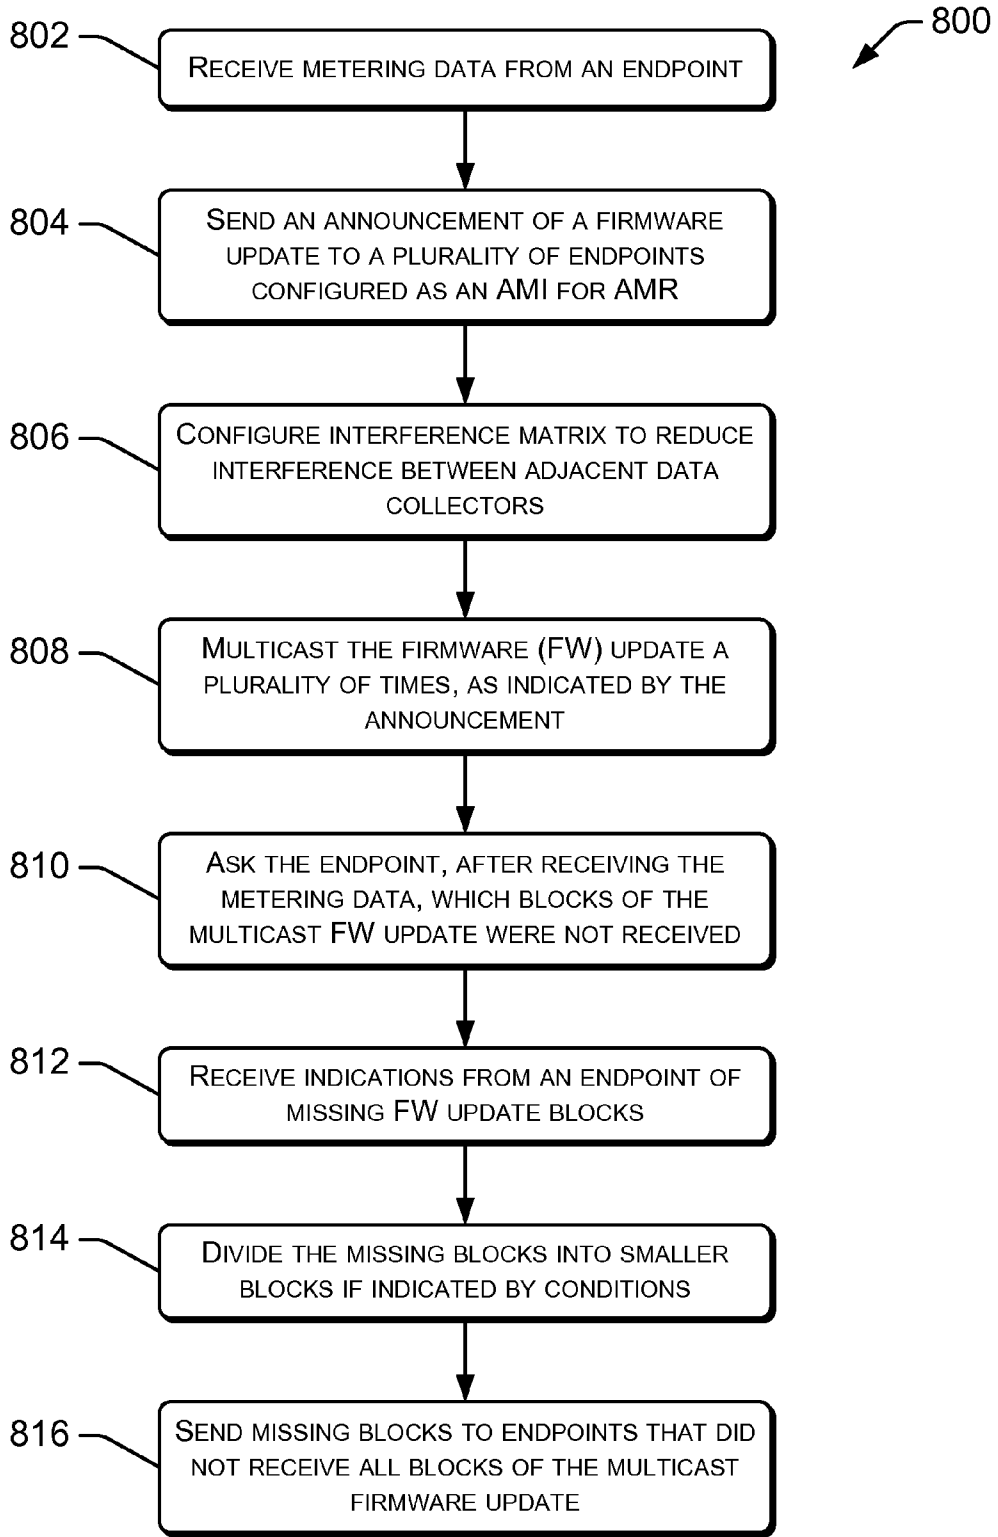 800
802
RECEIVE METERING DATA FROM AN ENDPOINT
804
SEND AN ANNOUNCEMENT OF A FIRMWARE
UPDATE TO A PLURALITY OF ENDPOINTS
CONFIGURED AS AN AMI FOR AMR
806
CONFIGURE INTERFERENCE MATRIX TO REDUCE
INTERFERENCE BETWEEN ADJACENT DATA
COLLECTORS
808
MULTICAST THE FIRMWARE (FW) UPDATE A
PLURALITY OF TIMES, AS INDICATED BY THE
ANNOUNCEMENT
810
ASK THE ENDPOINT, AFTER RECEIVING THE
METERING DATA, WHICH BLOCKS OF THE
MULTICAST FW UPDATE WERE NOT RECEIVED
812
RECEIVE INDICATIONS FROM AN ENDPOINT OF
MISSING FW UPDATE BLOCKS
814
DIVIDE THE MISSING BLOCKS INTO SMALLER
BLOCKS IF INDICATED BY CONDITIONS
816
SEND MISSING BLOCKS TO ENDPOINTS THAT DID
NOT RECEIVE ALL BLOCKS OF THE MULTICAST
FIRMWARE UPDATE